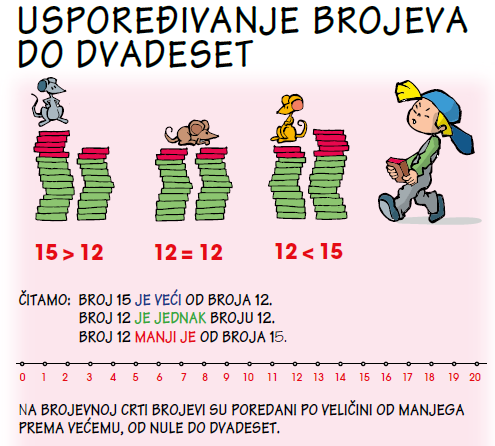 USPOREĐIVANJE BROJEVA
DO DVADESET
15 > 12 12 = 12 12 < 15
ČITAMO: BROJ 15 JE VEĆI OD BROJA 12.
BROJ 12 JE JEDNAK BROJU 12.
BROJ 12 MANJI JE OD BROJA 15.
0 1 2 3 4 5 6 7 8 9 10 11 12 13 14 15 16 17 18 19 20
NA BROJEVNOJ CRTI BROJEVI SU POREDANI PO VELIČINI OD MANJEGA
PREMA VEĆEMU, OD NULE DO DVADESET.